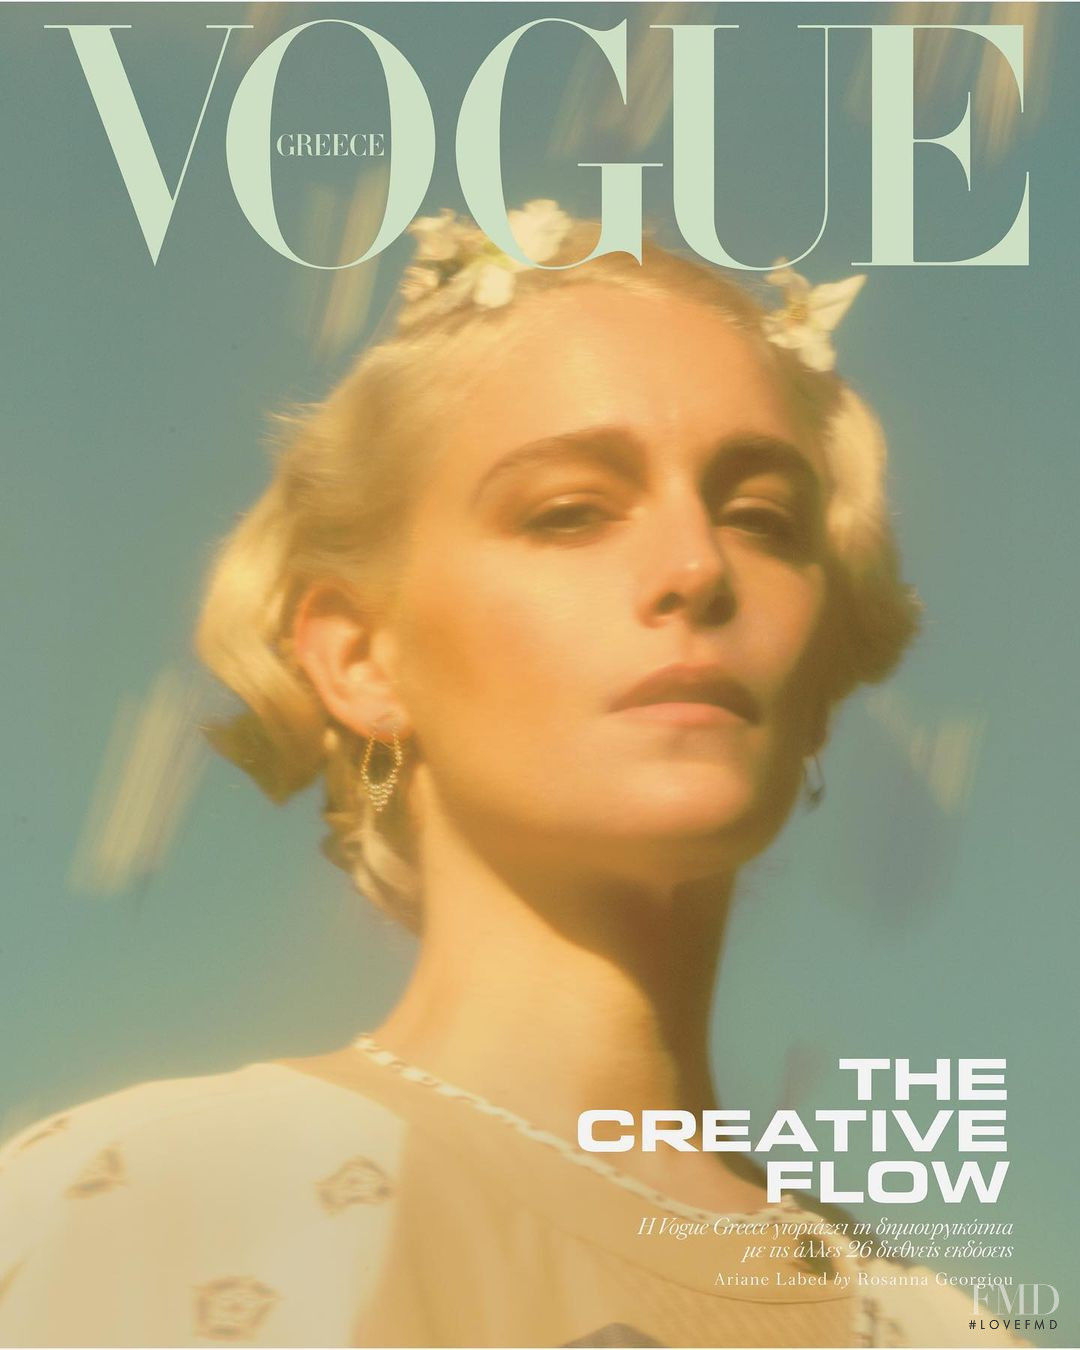 VOGUE
GREECE
THE
CREATIVE
FLOW
Η Vogue Greece γιορτάζει τη δημιουργικότητα
με τις άλλες 26 διεθνείς εκδόσεις
Ariane Labed by Rosanna Georgiou
FMD
#LOVEFMD